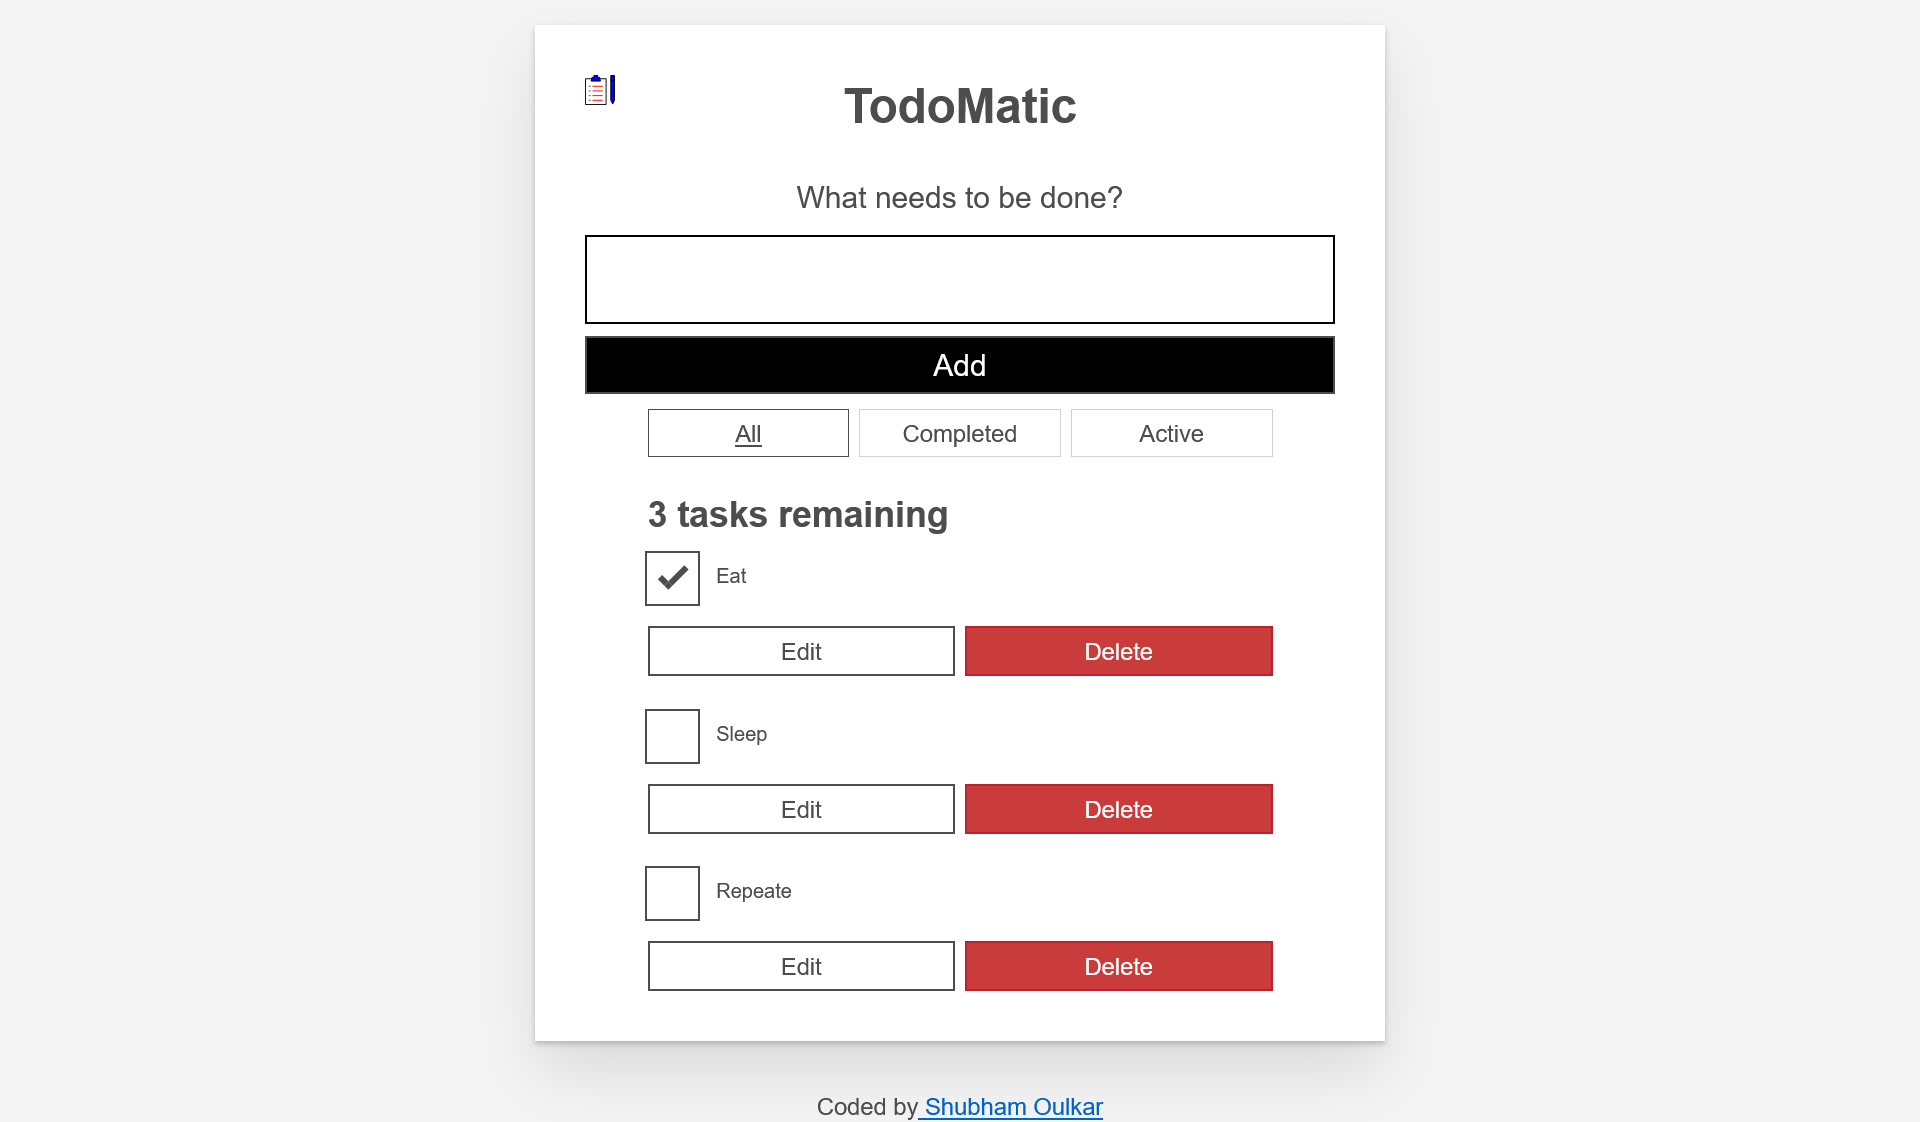 TodoMatic
What needs to be done?
Add
All
Completed
Active
3 tasks remaining
Eat
Edit
Delete
Sleep
Edit
Delete
Repeate
Edit
Delete
Coded by Shubham Oulkar